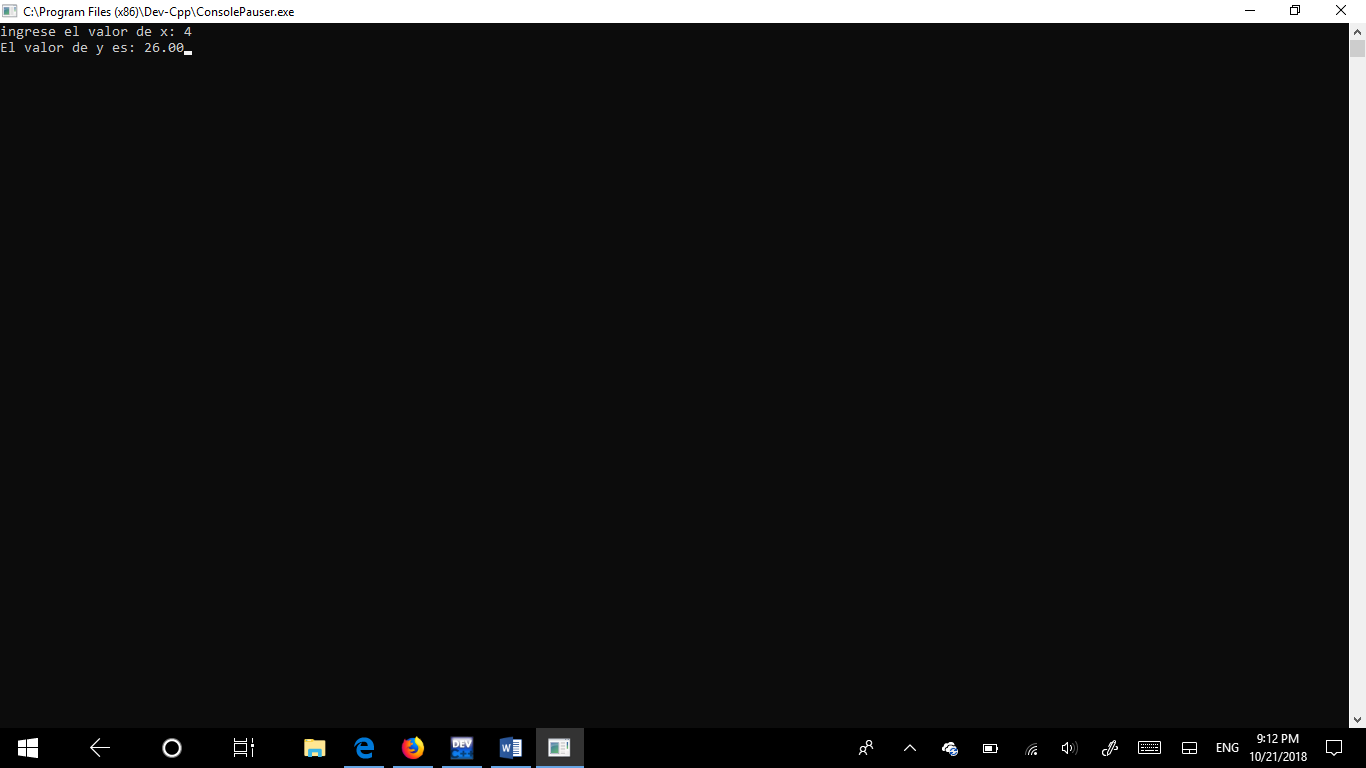 C:\Program Files (x86)\Dev-Cpp\ConsolePauser.exe
ingrese el valor de x: 4
El valor de y es: 26.00
DEV
C++
W
ENG
9:12 PM
10/21/2018